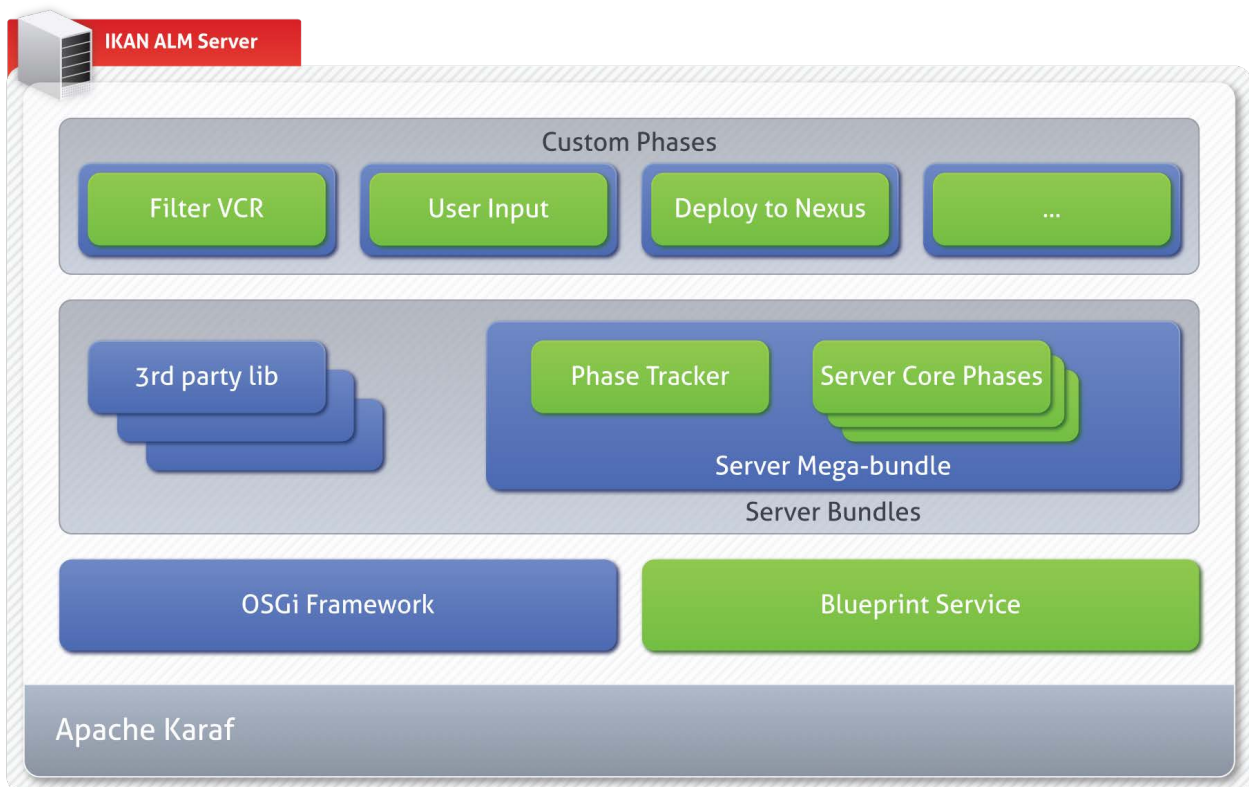 IKAN ALM Server
Custom Phases
Filter VCR
User Input
Deploy to Nexus
...
3rd party lib
Phase Tracker
Server Core Phases
Server Mega-bundle
Server Bundles
OSGi Framework
Blueprint Service
Apache Karaf